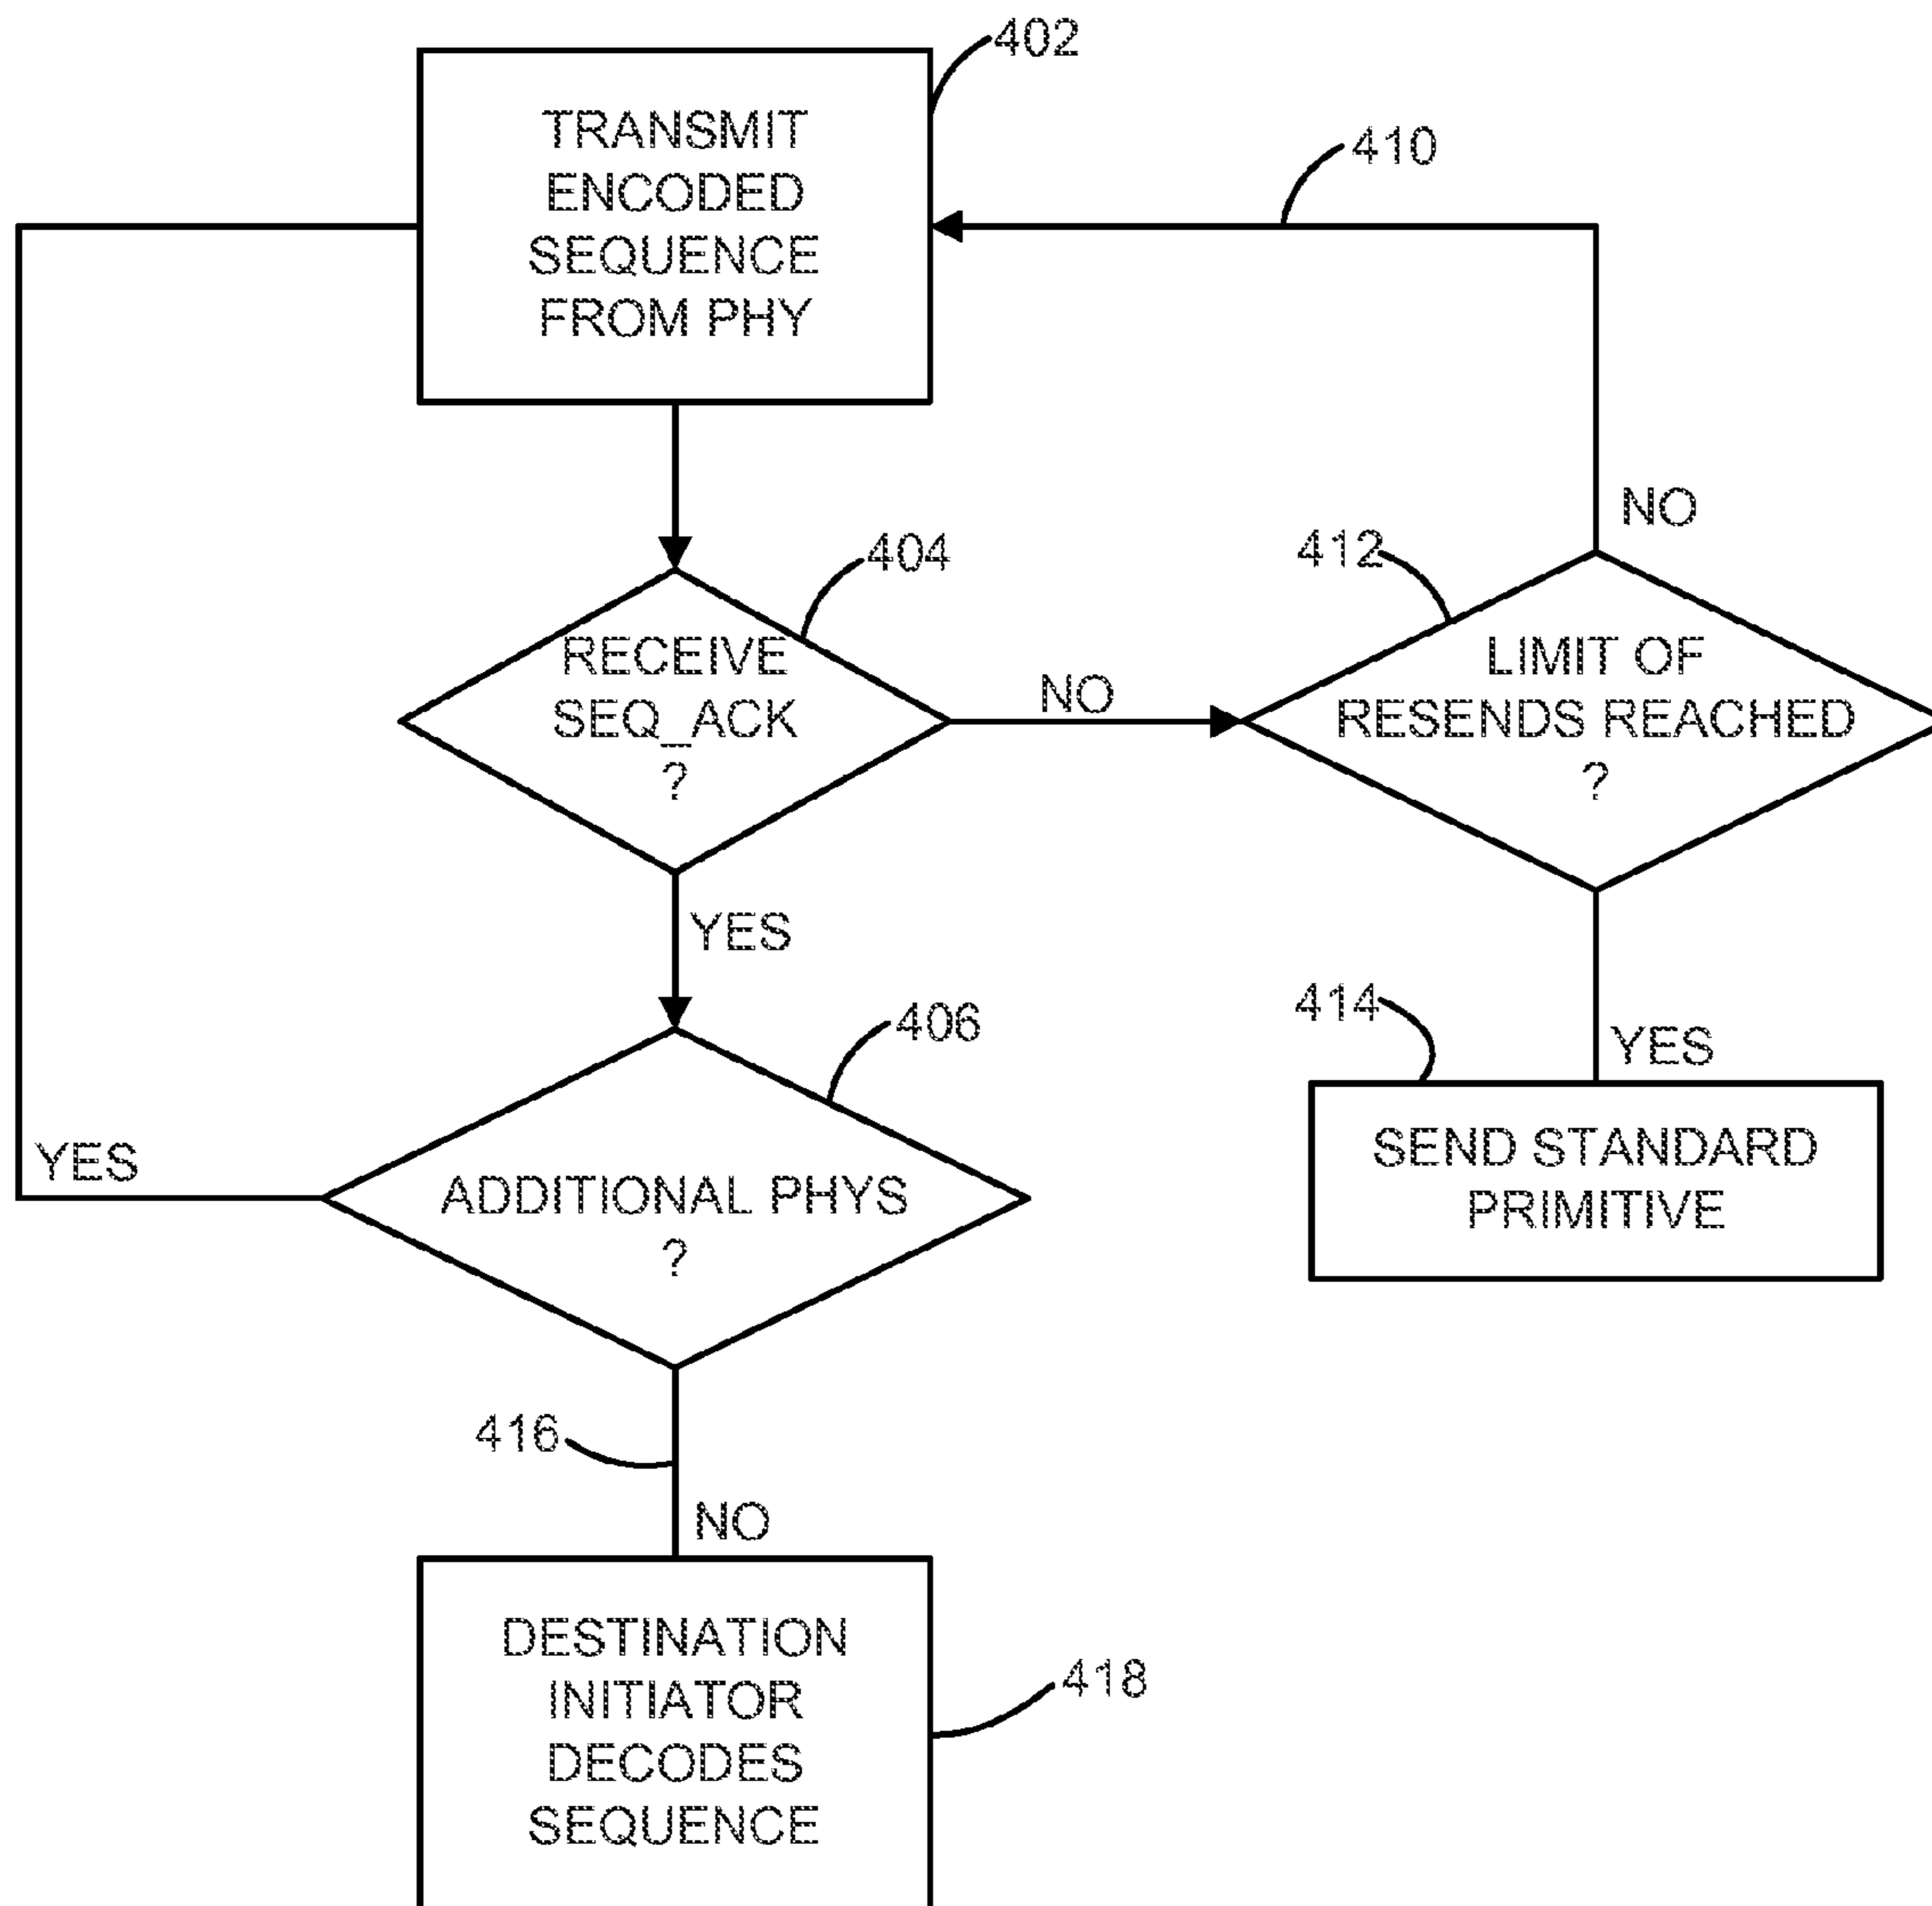 402
TRANSMIT
ENCODED
SEQUENCE
FROM PHY
410
NO
404
412
RECEIVE
SEQ_ACK
?
NO
LIMIT OF
RESENDS REACHED
?
YES
406
414
YES
YES
ADDITIONAL PHYS
?
SEND STANDARD
PRIMITIVE
416
NO
DESTINATION
INITIATOR
DECODES
SEQUENCE
418